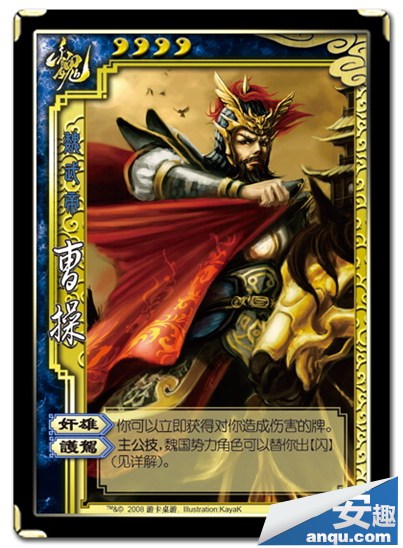 魏
魏武帝
曹操
奸雄
你可以立即获得对你造成伤害的牌。
護駕
主公技，魏国势力角色可以替你出【闪】
（见详解）。
™&© 2008 游卡桌游. Illustration:KayaK
安趣
anqu.com